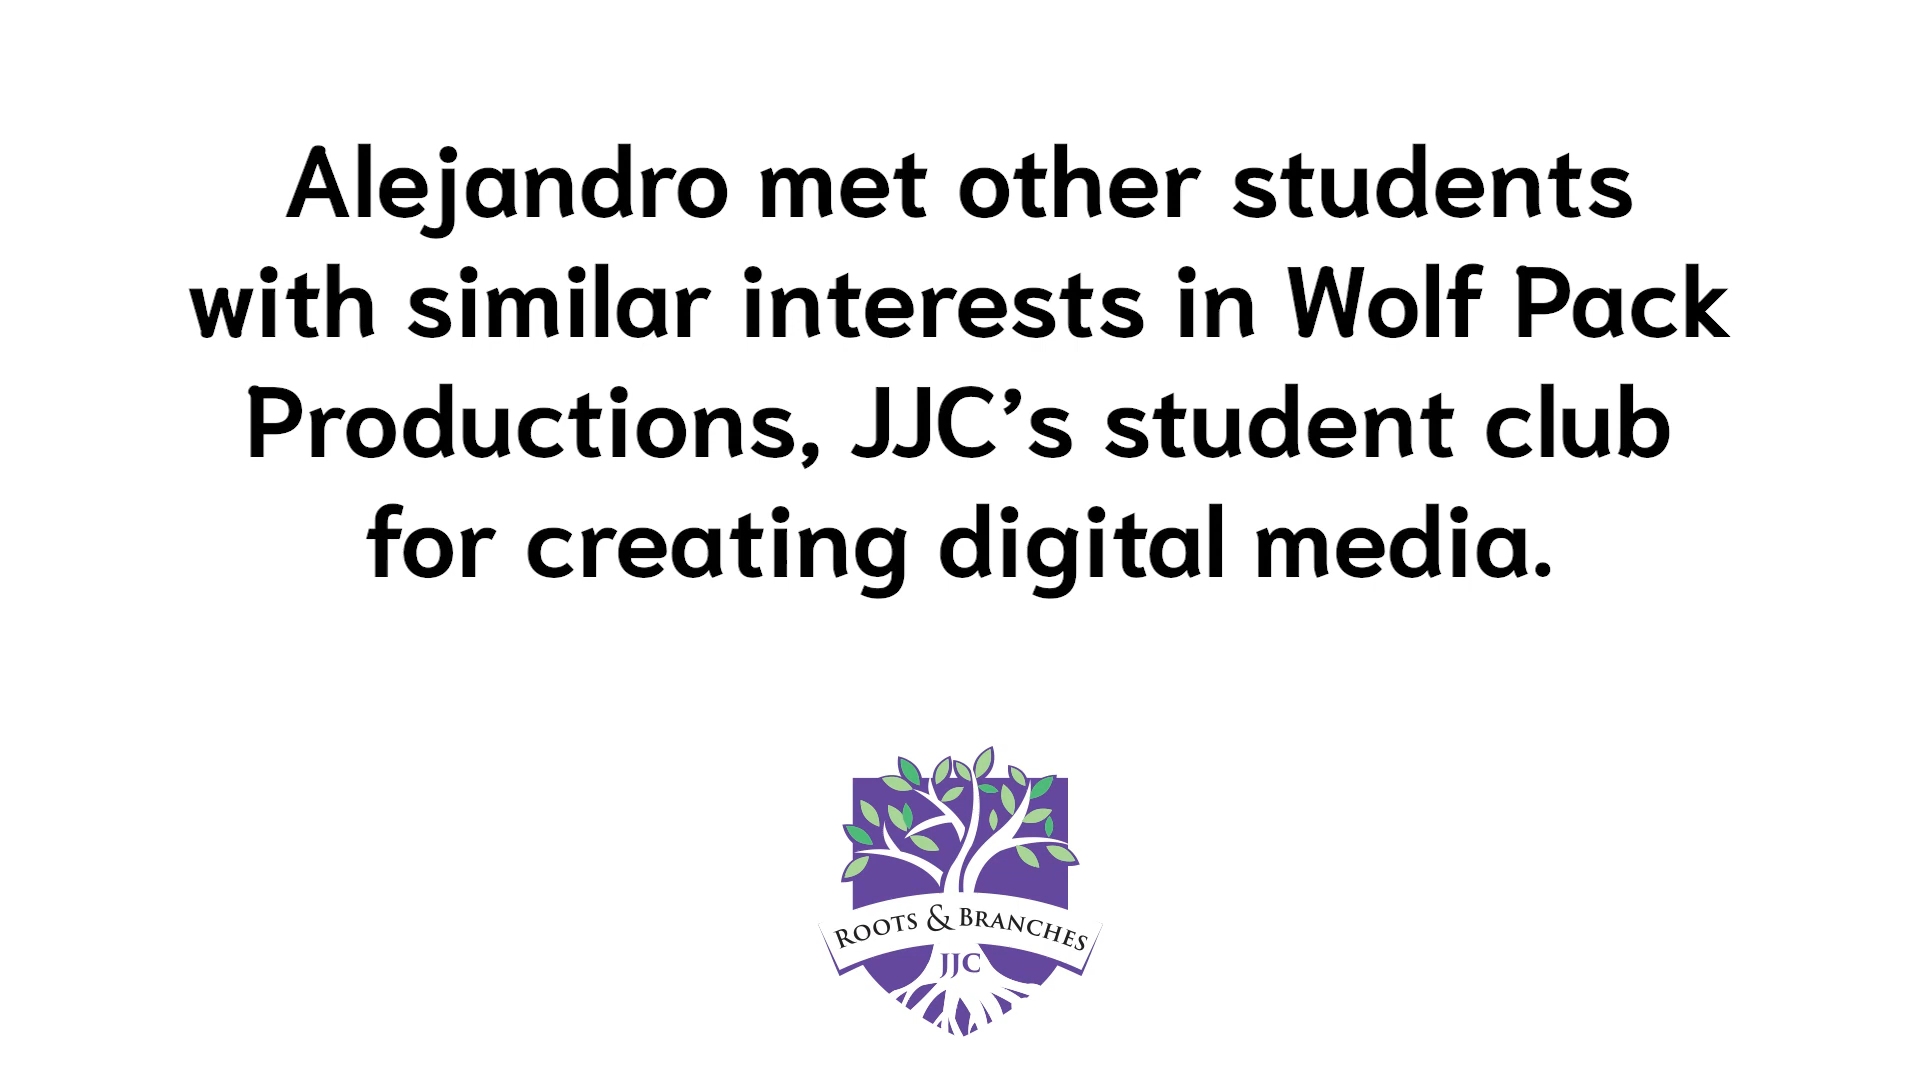 Alejandro met other students
with similar interests in Wolf Pack
Productions, JJC’s student club
for creating digital media.
ROOTS & BRANCHES
JJC